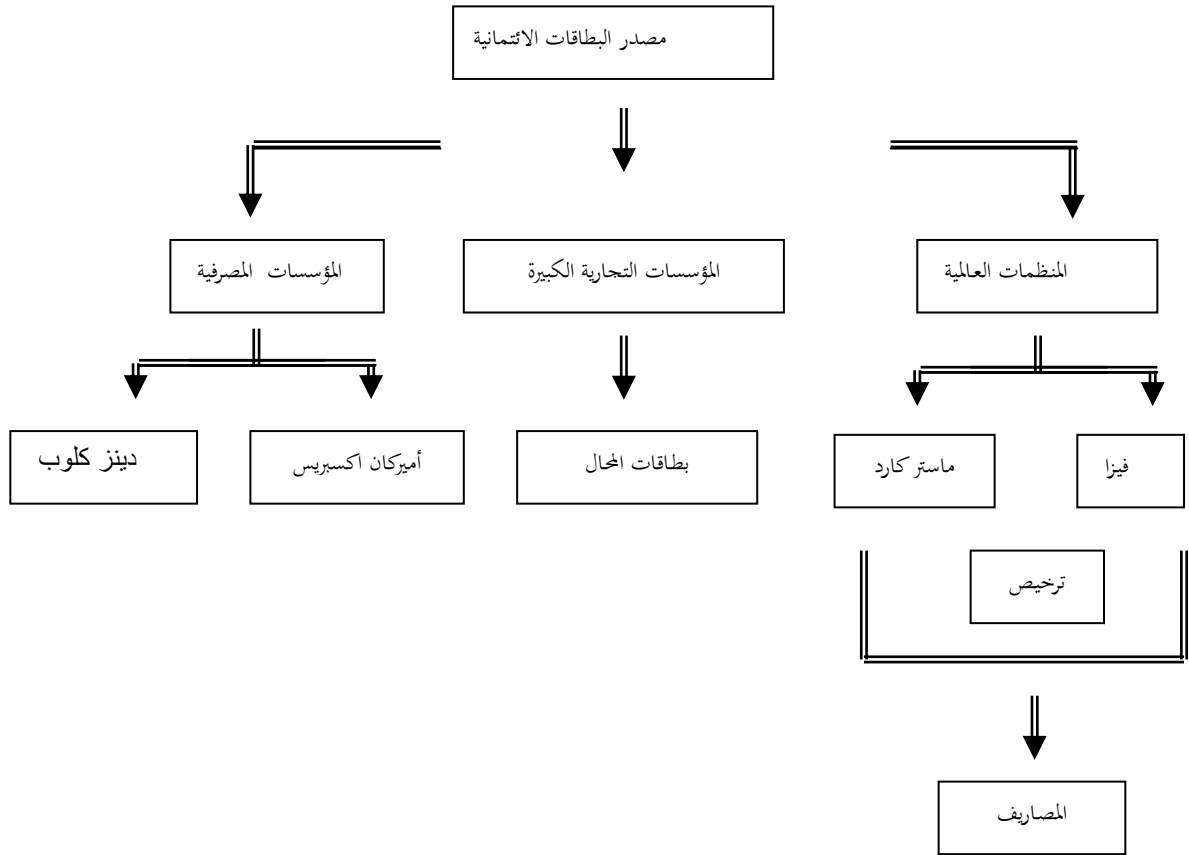 مصدر البطاقات الائتمانية
المنظمات العالمية
المؤسسات التجارية الكبيرة
المؤسسات المصرفية
فيزا
ماستر كارد
بطاقات المحال
أميركان اكسبريس
دينز كلوب
ترخيص
المصاريف